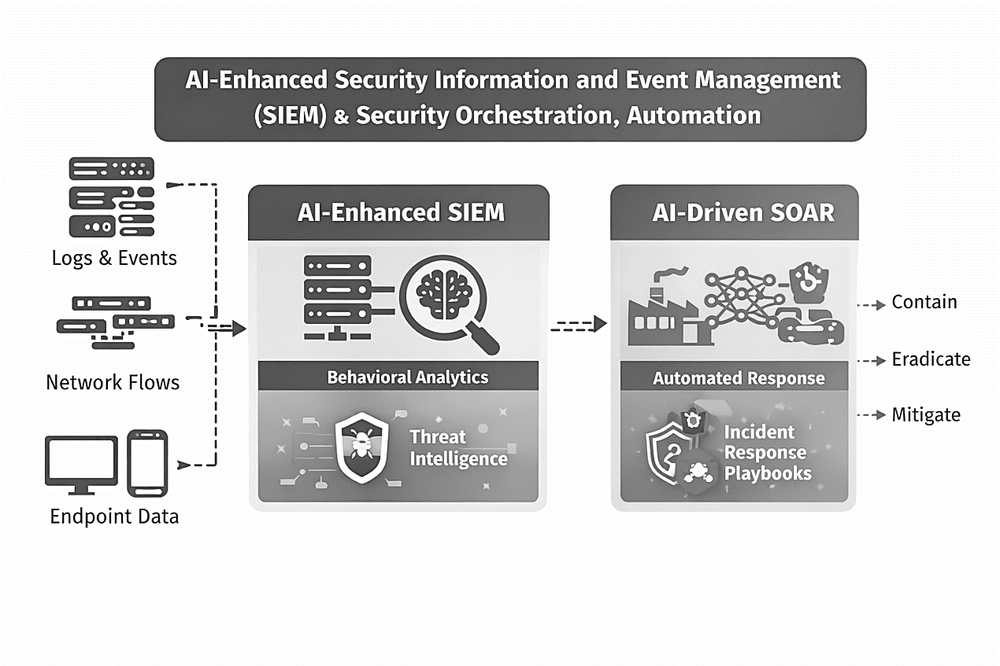 AI-Enhanced Security Information and Event Management
(SIEM) & Security Orchestration, Automation
Logs & Events
Network Flows
Endpoint Data
AI-Enhanced SIEM
Behavioral Analytics
Threat
Intelligence
AI-Driven SOAR
Automated Response
Incident
Response
Playbooks
Contain
Eradicate
Mitigate